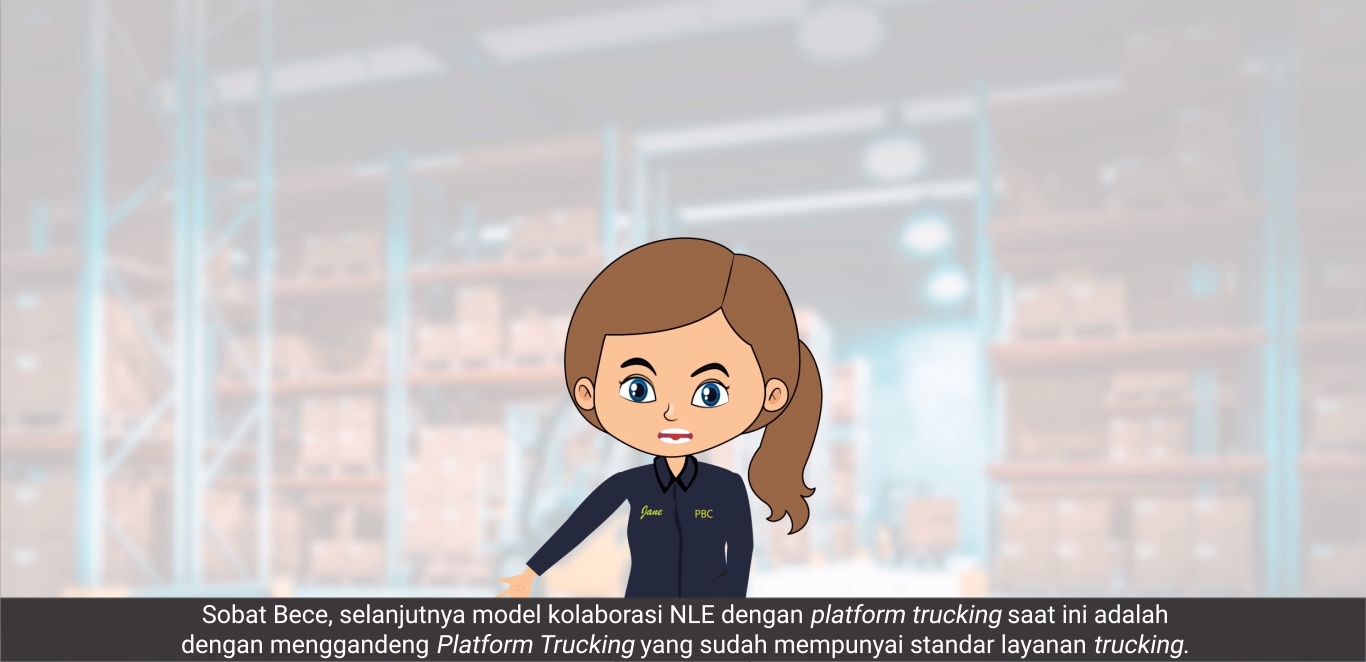 Jane PBC
Sobat Bece, selanjutnya model kolaborasi NLE dengan platform trucking saat ini adalah
dengan menggandeng Platform Trucking yang sudah mempunyai standar layanan trucking.